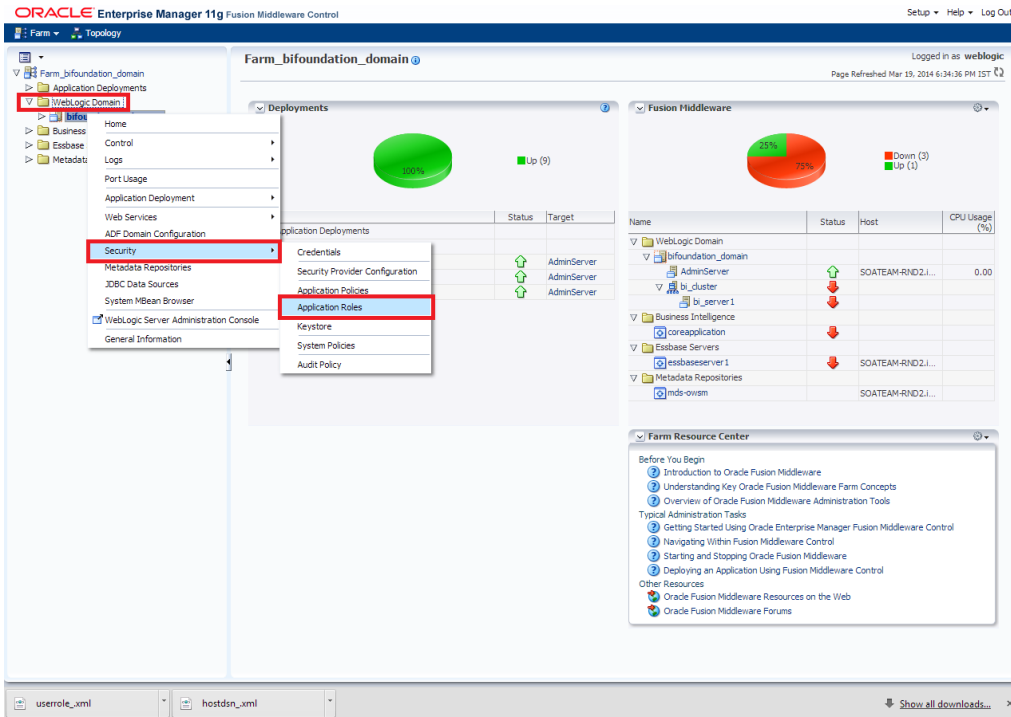 ORACLE Enterprise Manager 11g Fusion Middleware Control
Setup Help Log Out
Farm Topology
Farm_bifoundation_domain
Application Deployments
WebLogic Domain
bifou
Business
Essbase
Metadata
Home
Control
Logs
Port Usage
Application Deployment
Web Services
ADF Domain Configuration
Security
Metadata Repositories
JDBC Data Sources
System MBean Browser
WebLogic Server Administration Console
General Information
Credentials
Security Provider Configuration
Application Policies
Application Roles
Keystore
System Policies
Audit Policy
Farm_bifoundation_domain
Logged in as weblogic
Page Refreshed Mar 19, 2014 6:34:36 PM IST
Deployments
100%
Up (9)
Status Target
Application Deployments
AdminServer
AdminServer
AdminServer
Fusion Middleware
25%
75%
Down (3)
Up (1)
Name Status Host CPU Usage (%)
WebLogic Domain
bifoundation_domain
AdminServer SOATEAM-RND2.i... 0.00
bi_cluster
bi_server1
Business Intelligence
coreapplication
Essbase Servers
essbaseserver1 SOATEAM-RND2.i...
Metadata Repositories
mds-owsm SOATEAM-RND2.i...
Farm Resource Center
Before You Begin
Introduction to Oracle Fusion Middleware
Understanding Key Oracle Fusion Middleware Farm Concepts
Overview of Oracle Fusion Middleware Administration Tools
Typical Administration Tasks
Getting Started Using Oracle Enterprise Manager Fusion Middleware Control
Navigating Within Fusion Middleware Control
Starting and Stopping Oracle Fusion Middleware
Deploying an Application Using Fusion Middleware Control
Other Resources
Oracle Fusion Middleware Resources on the Web
Oracle Fusion Middleware Forums
userrole_.xml
hostdsn_.xml
Show all downloads...